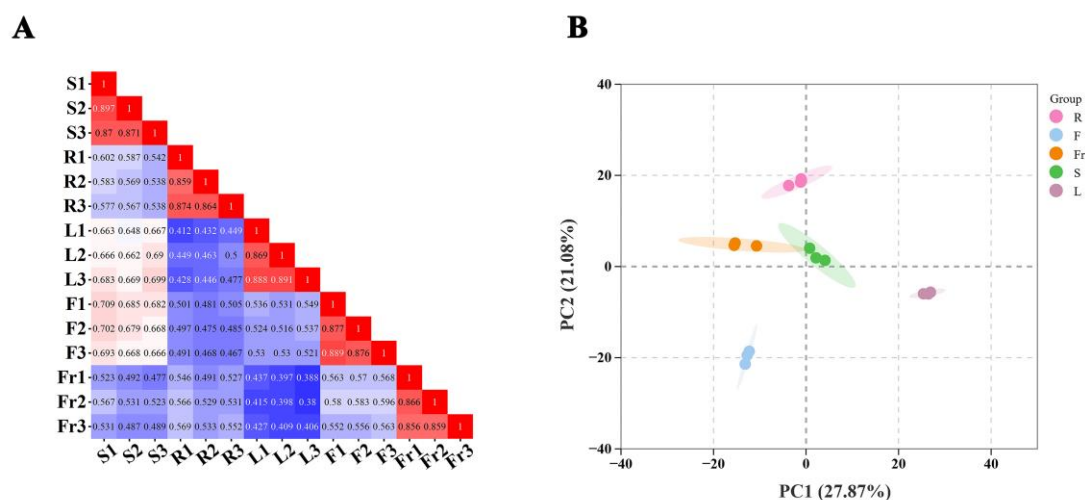 A
S1 1
S2 0.897 1
S3 0.87 0.871 1
R1 0.602 0.587 0.542 1
R2 0.583 0.569 0.538 0.859 1
R3 0.577 0.567 0.538 0.874 0.864 1
L1 0.663 0.648 0.667 0.412 0.432 0.449 1
L2 0.666 0.662 0.69 0.449 0.463 0.5 0.869 1
L3 0.683 0.669 0.699 0.428 0.446 0.477 0.888 0.891 1
F1 0.709 0.685 0.682 0.501 0.481 0.505 0.536 0.531 0.549 1
F2 0.702 0.679 0.668 0.497 0.475 0.485 0.524 0.516 0.537 0.877 1
F3 0.693 0.668 0.666 0.491 0.468 0.467 0.53 0.53 0.521 0.889 0.876 1
Fr1 0.523 0.492 0.477 0.546 0.491 0.527 0.437 0.397 0.388 0.563 0.57 0.568 1
Fr2 0.567 0.531 0.523 0.566 0.529 0.531 0.415 0.398 0.38 0.58 0.583 0.596 0.866 1
Fr3 0.531 0.487 0.489 0.569 0.533 0.552 0.427 0.409 0.406 0.552 0.556 0.563 0.856 0.859 1
S1 S2 S3 R1 R2 R3 L1 L2 L3 F1 F2 F3 Fr1 Fr2 Fr3
B
PC2 (21.08%)
40
20
0
−20
−40
−40 −20 0 20 40
PC1 (27.87%)
Group
R
F
Fr
S
L